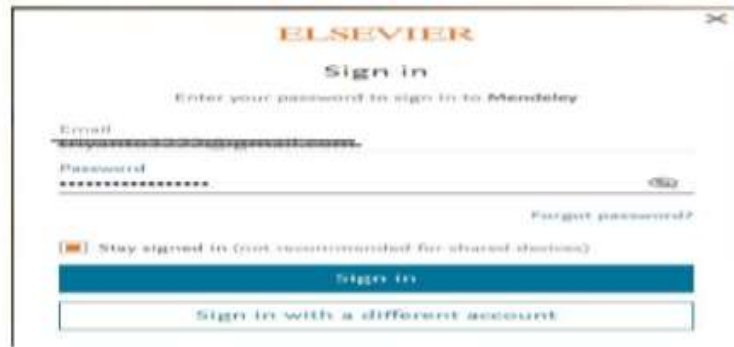 ELSEVIER
Sign in
Enter your password to sign in to Mendeley
Email
Password
Forgot password?
Stay signed in (not recommended for shared devices)
Sign in
Sign in with a different account